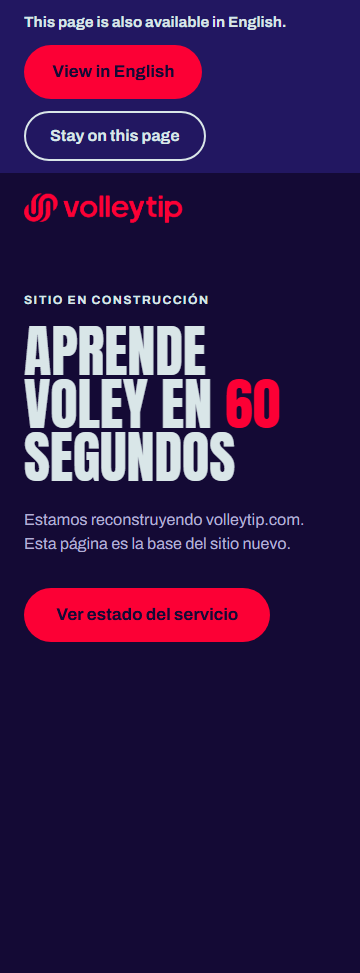 This page is also available in English.
View in English
Stay on this page
volleytip
SITIO EN CONSTRUCCIÓN
APRENDE
VOLEY EN 60
SEGUNDOS
Estamos reconstruyendo volleytip.com.
Esta página es la base del sitio nuevo.
Ver estado del servicio